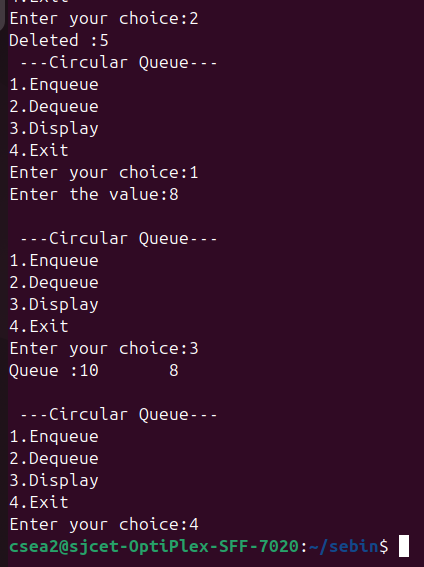 Enter your choice:2
Deleted :5
 ---Circular Queue---
1.Enqueue
2.Dequeue
3.Display
4.Exit
Enter your choice:1
Enter the value:8

 ---Circular Queue---
1.Enqueue
2.Dequeue
3.Display
4.Exit
Enter your choice:3
Queue :10       8

 ---Circular Queue---
1.Enqueue
2.Dequeue
3.Display
4.Exit
Enter your choice:4
csea2@sjcet-OptiPlex-SFF-7020:~/sebin$